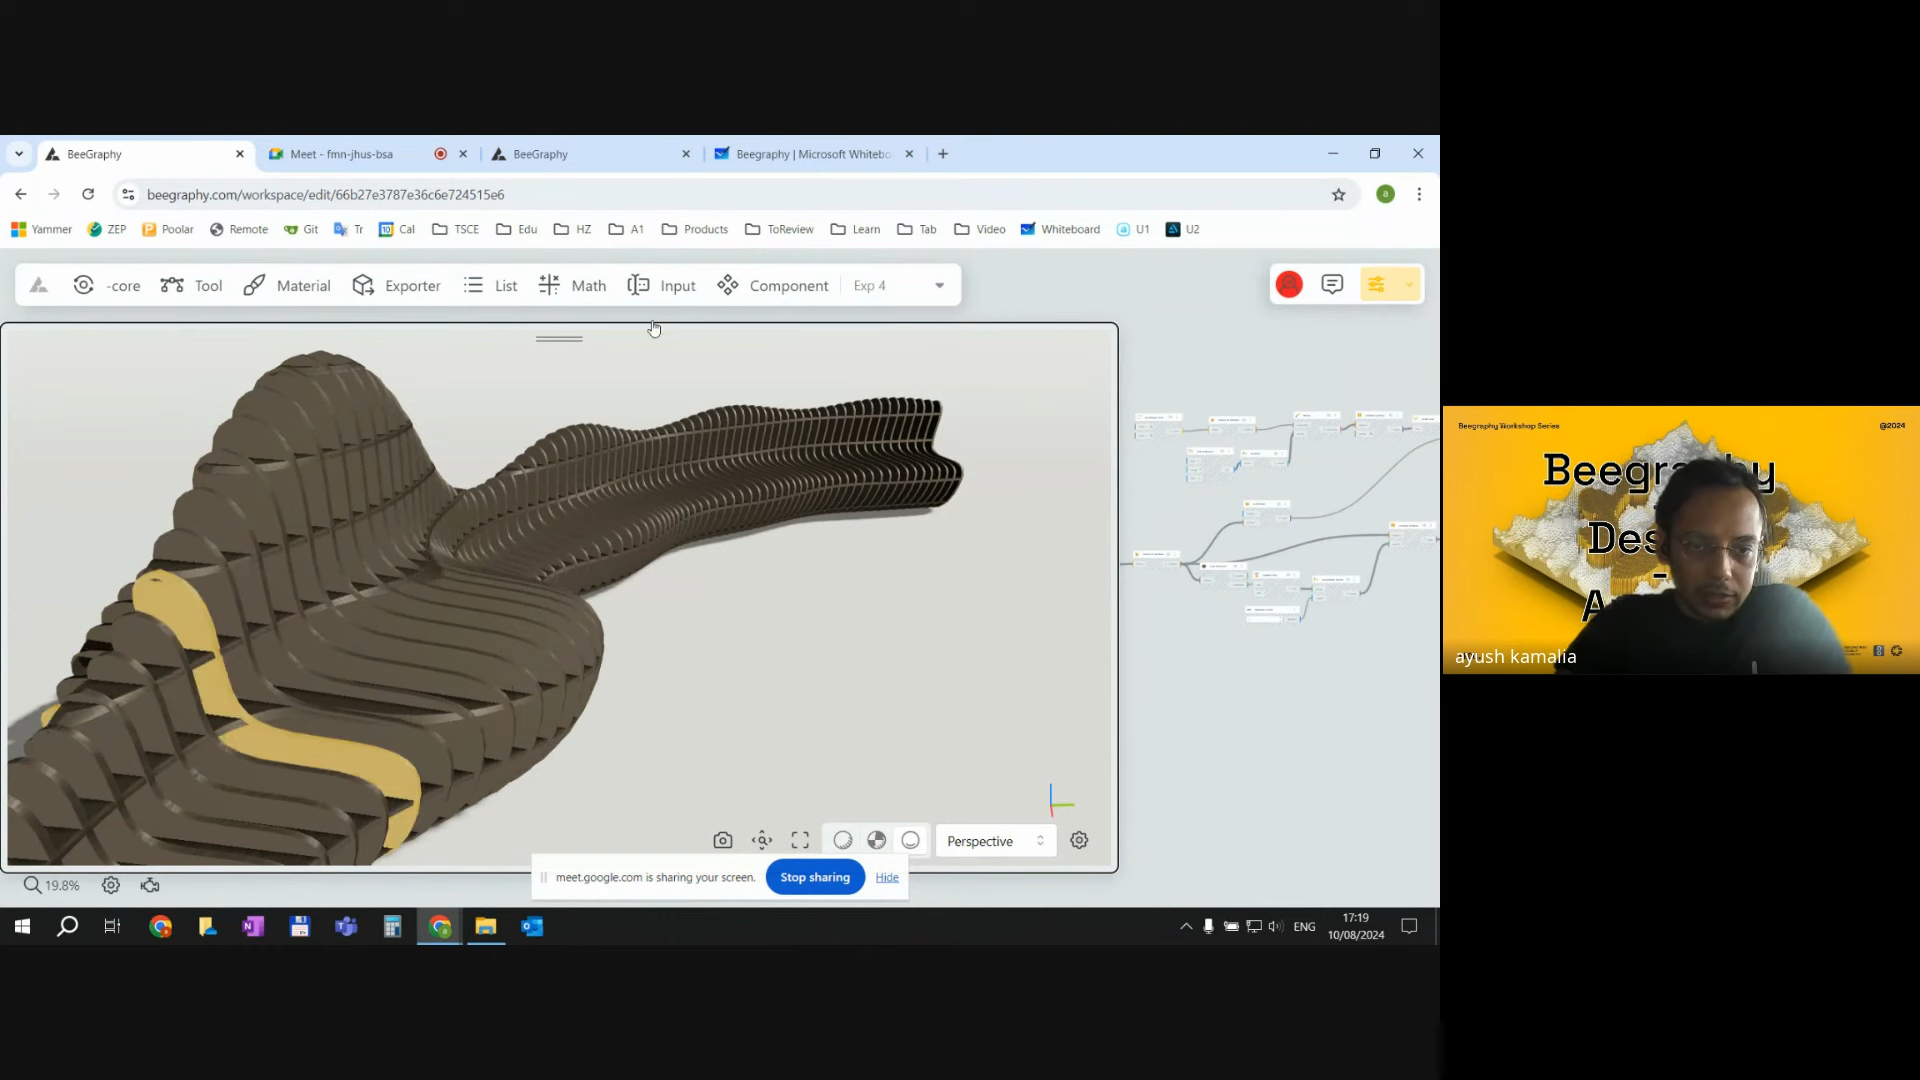 BeeGraphy
Meet - fmn-jhus-bsa
BeeGraphy
Beegraphy | Microsoft Whitebo
beegraphy.com/workspace/edit/66b27e3787e36c6e724515e6
a
Yammer
ZEP
Poolar
Remote
Git
Tr
Cal
TSCE
Edu
HZ
A1
Products
ToReview
Learn
Tab
Video
Whiteboard
U1
U2
-core
Tool
Material
Exporter
List
Math
Input
Component
Exp 4
Perspective
19.8%
meet.google.com is sharing your screen.
Stop sharing
Hide
ENG
17:19
10/08/2024
Beegraphy Workshop Series
@2024
Beegr
hy
Des
-
A
ayush kamalia